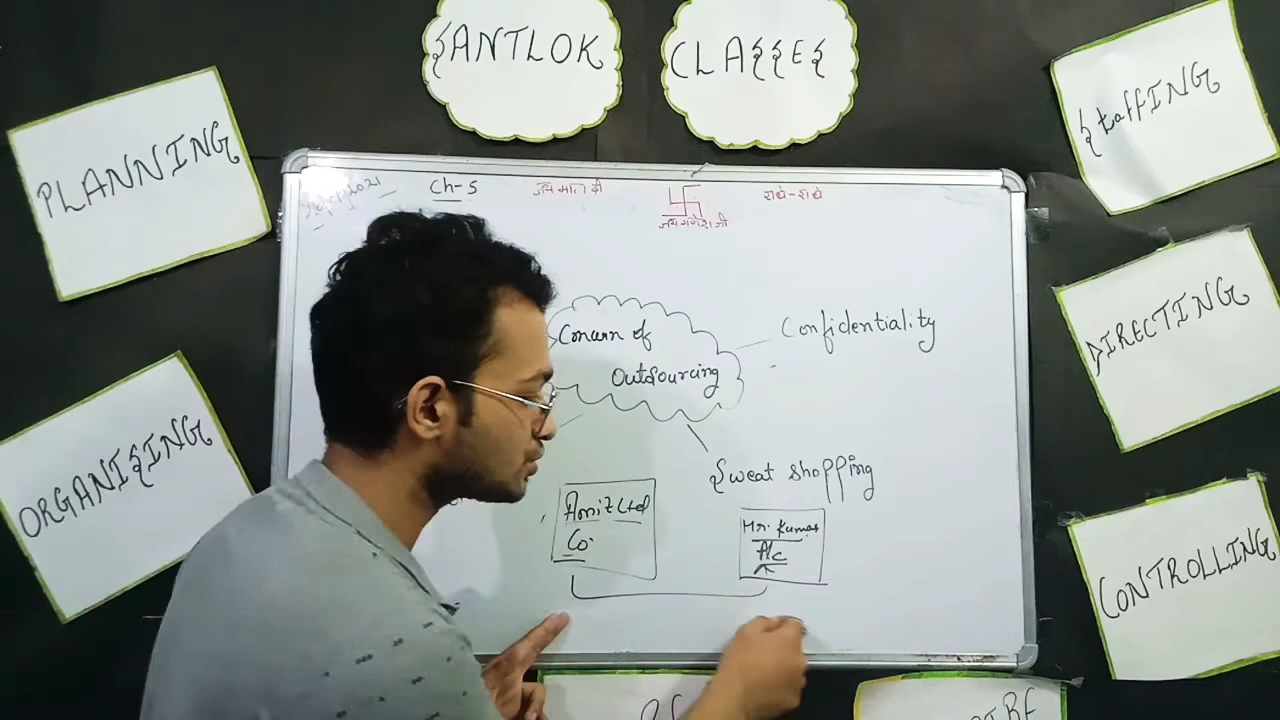 SANTLOK
CLASSES
PLANNING
ORGANISING
StaffING
DIRECTING
CONTROLLING
Ch-5
जय माता दी
जय गणेश जी
राधे-राधे
Concern of
Outsourcing
Confidentiality
Sweat shopping
Amit Ltd
Co.
Mr. Kumar
A/c